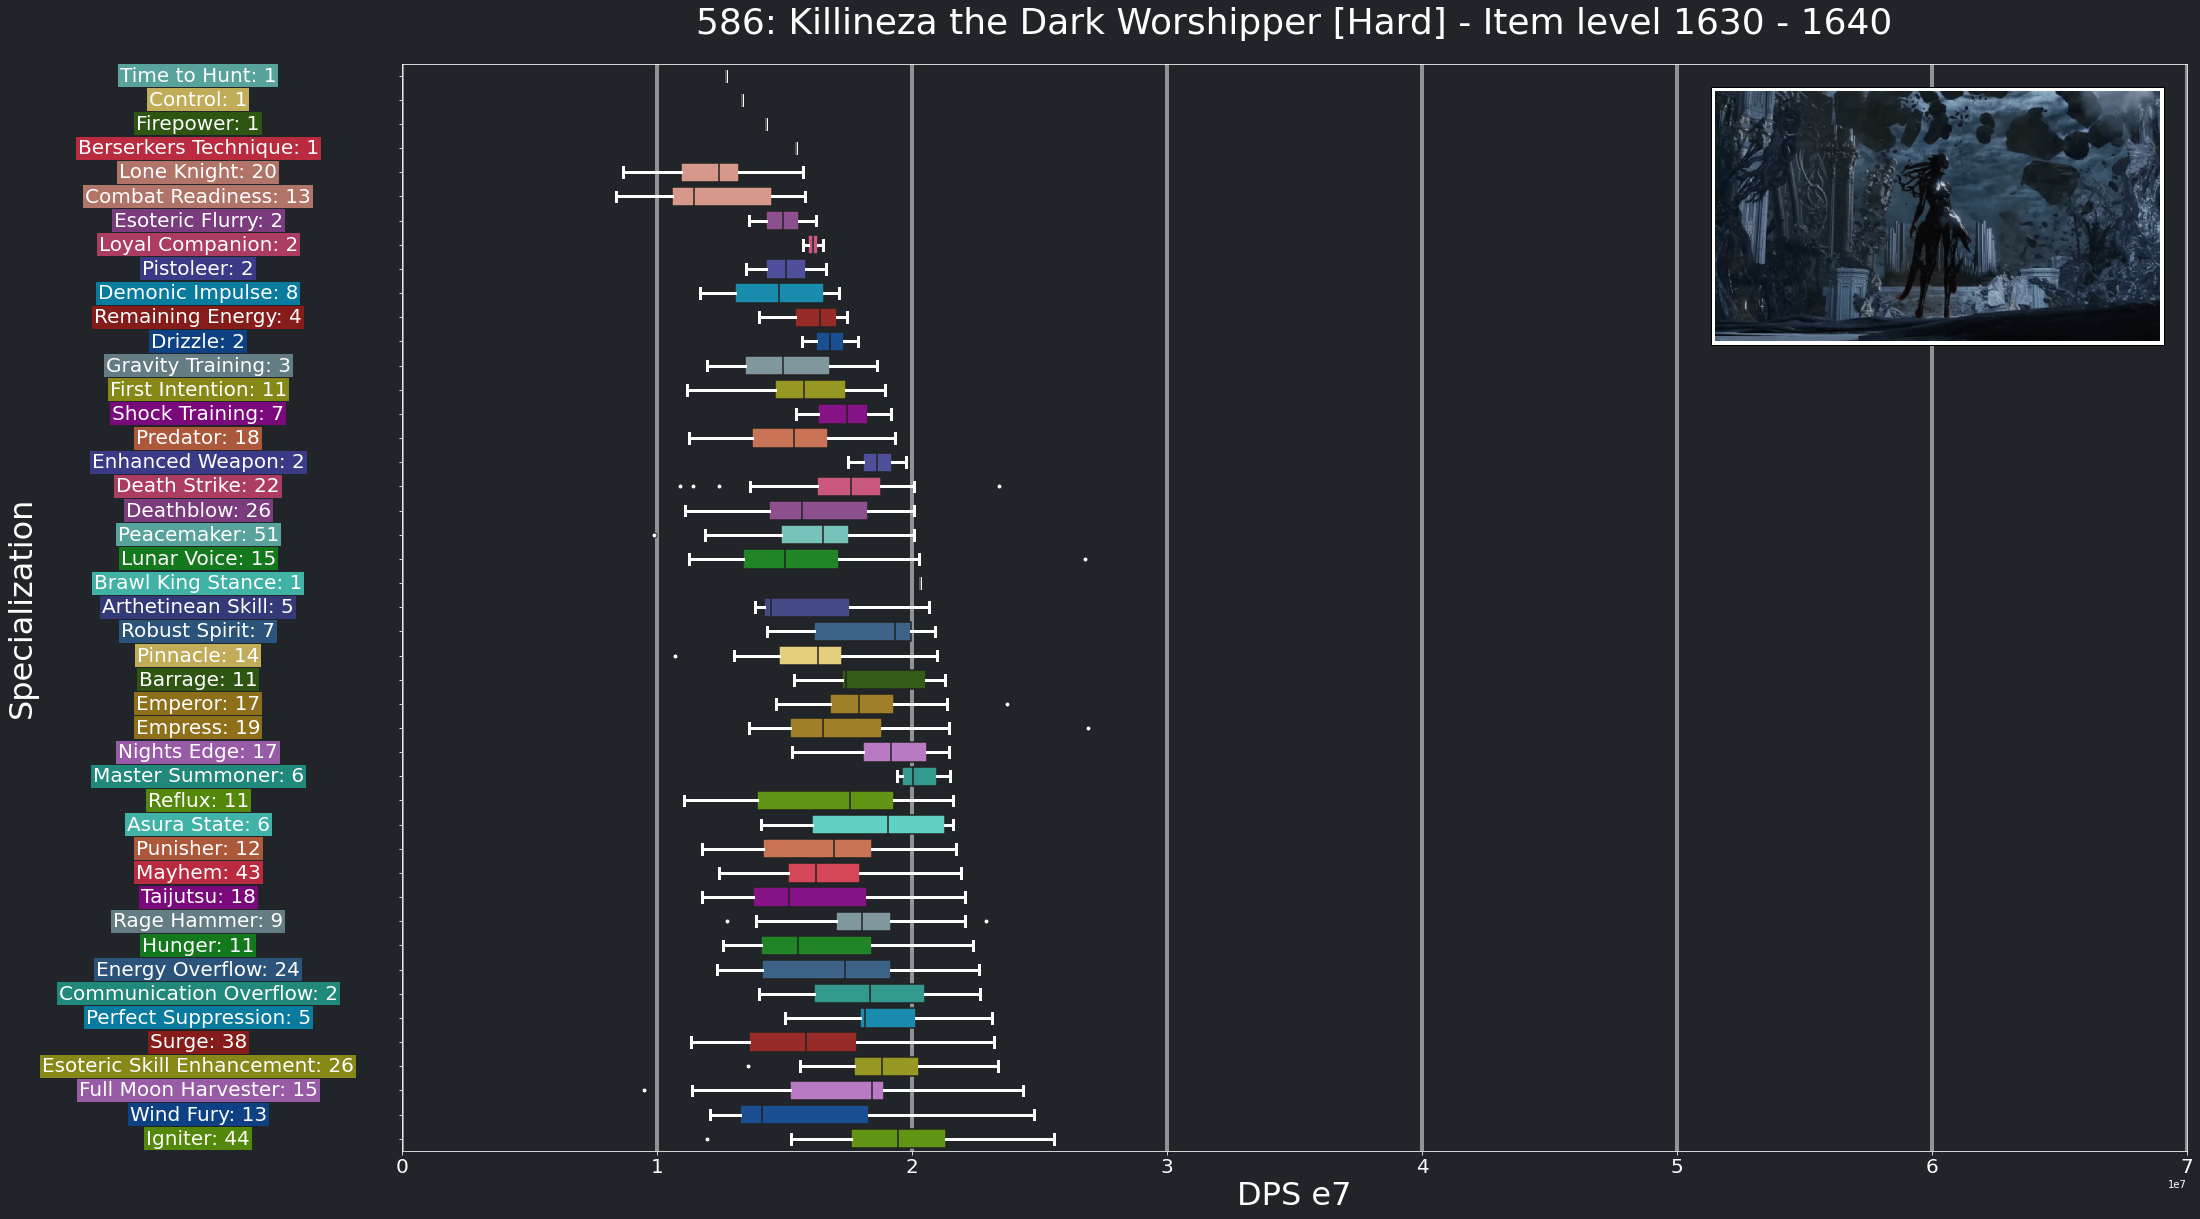 586: Killineza the Dark Worshipper [Hard] - Item level 1630 - 1640
Specialization
Time to Hunt: 1
Control: 1
Firepower: 1
Berserkers Technique: 1
Lone Knight: 20
Combat Readiness: 13
Esoteric Flurry: 2
Loyal Companion: 2
Pistoleer: 2
Demonic Impulse: 8
Remaining Energy: 4
Drizzle: 2
Gravity Training: 3
First Intention: 11
Shock Training: 7
Predator: 18
Enhanced Weapon: 2
Death Strike: 22
Deathblow: 26
Peacemaker: 51
Lunar Voice: 15
Brawl King Stance: 1
Arthetinean Skill: 5
Robust Spirit: 7
Pinnacle: 14
Barrage: 11
Emperor: 17
Empress: 19
Nights Edge: 17
Master Summoner: 6
Reflux: 11
Asura State: 6
Punisher: 12
Mayhem: 43
Taijutsu: 18
Rage Hammer: 9
Hunger: 11
Energy Overflow: 24
Communication Overflow: 2
Perfect Suppression: 5
Surge: 38
Esoteric Skill Enhancement: 26
Full Moon Harvester: 15
Wind Fury: 13
Igniter: 44
0 1 2 3 4 5 6 7
1e7
DPS e7